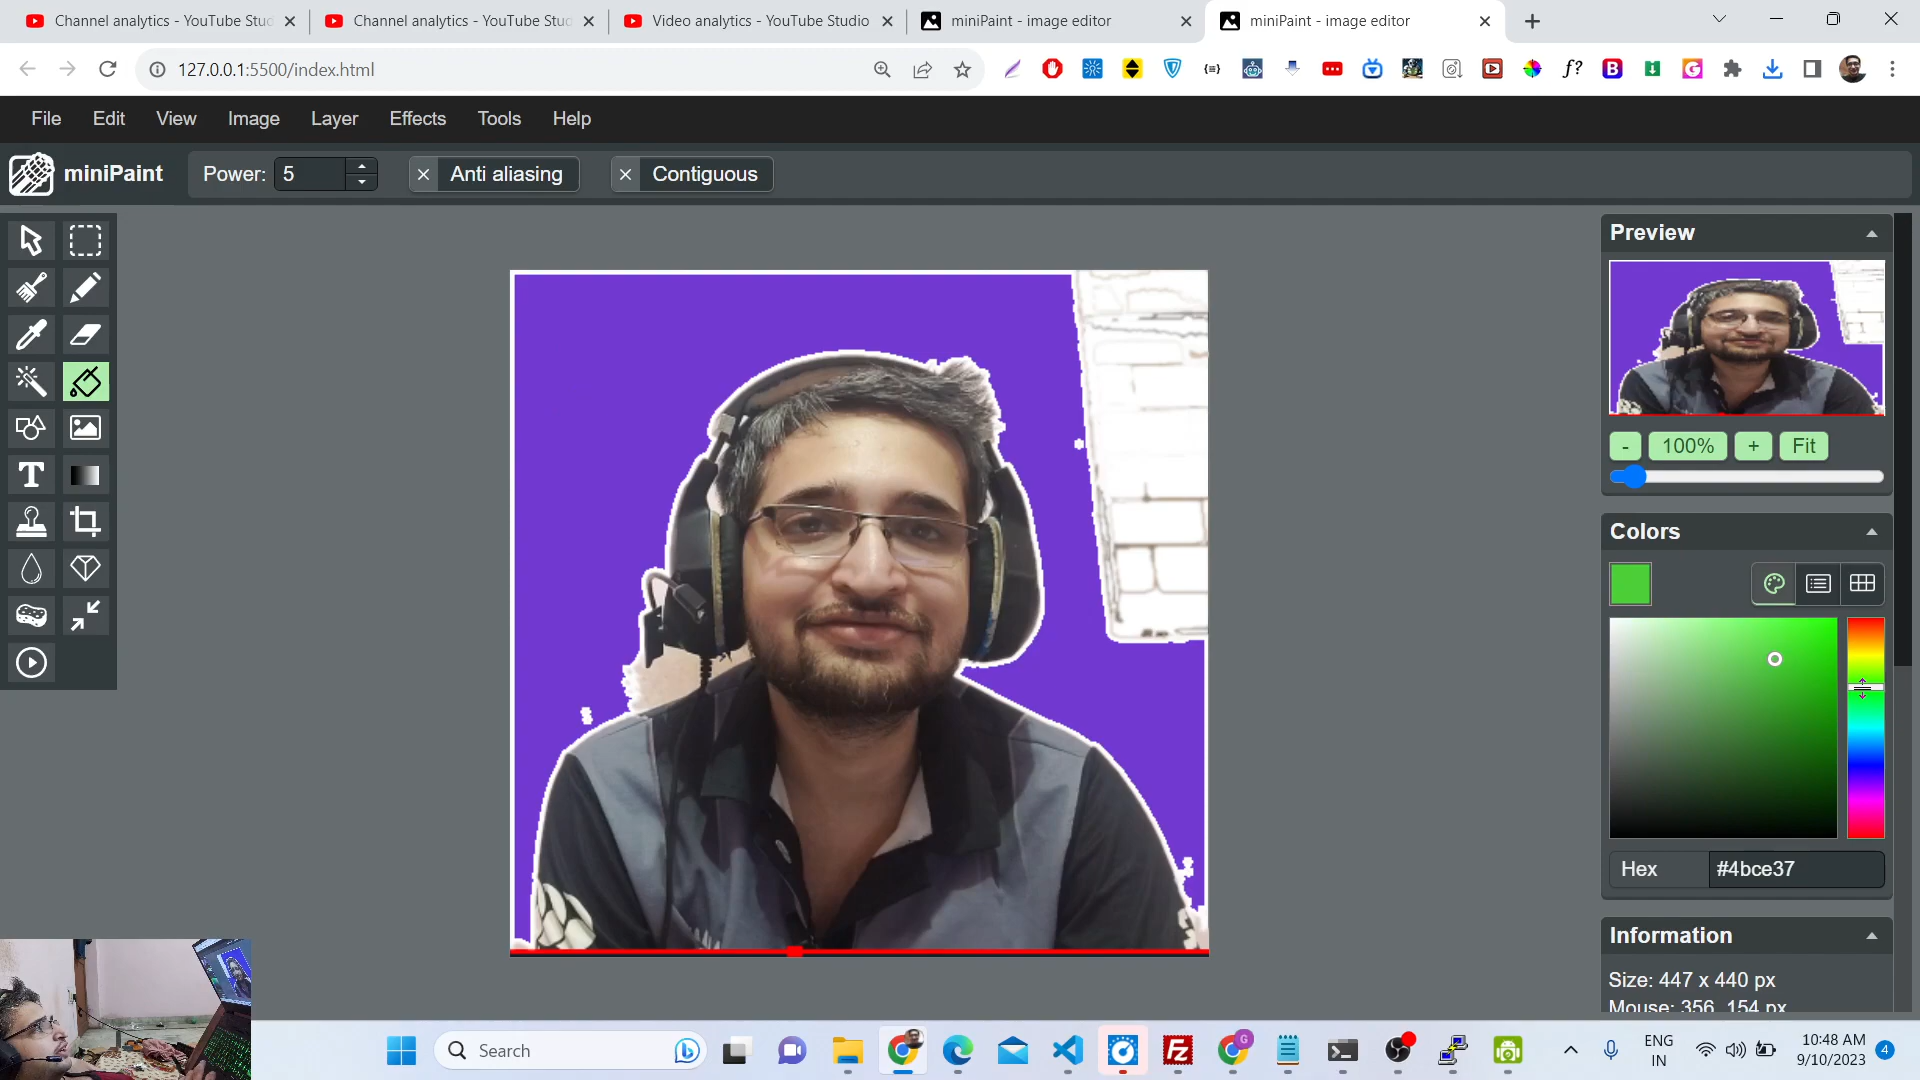 Channel analytics - YouTube Stud
Channel analytics - YouTube Stud
Video analytics - YouTube Studio
miniPaint - image editor
miniPaint - image editor
127.0.0.1:5500/index.html
File Edit View Image Layer Effects Tools Help
miniPaint
Power: 5
Anti aliasing
Contiguous
Preview
- 100% + Fit
Colors
Hex #4bce37
Information
Size: 447 x 440 px
Mouse: 356, 154 px
Search
ENG
IN
10:48 AM
9/10/2023
4